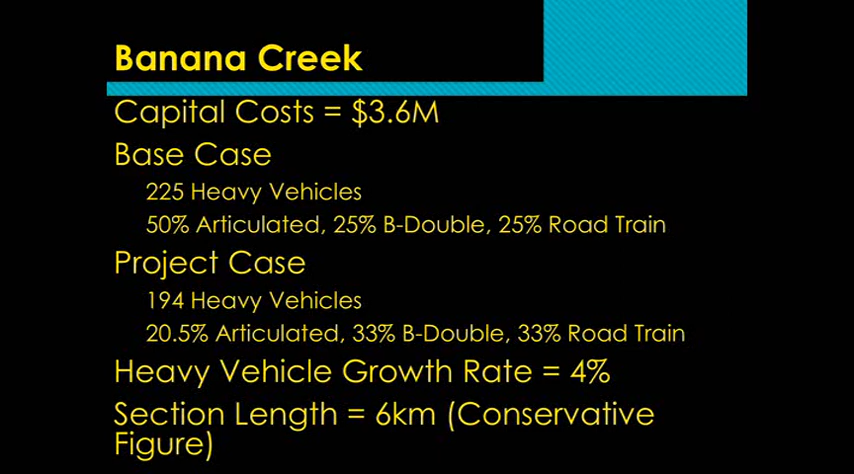 Banana Creek
Capital Costs = $3.6M
Base Case
225 Heavy Vehicles
50% Articulated, 25% B-Double, 25% Road Train
Project Case
194 Heavy Vehicles
20.5% Articulated, 33% B-Double, 33% Road Train
Heavy Vehicle Growth Rate = 4%
Section Length = 6km (Conservative
Figure)